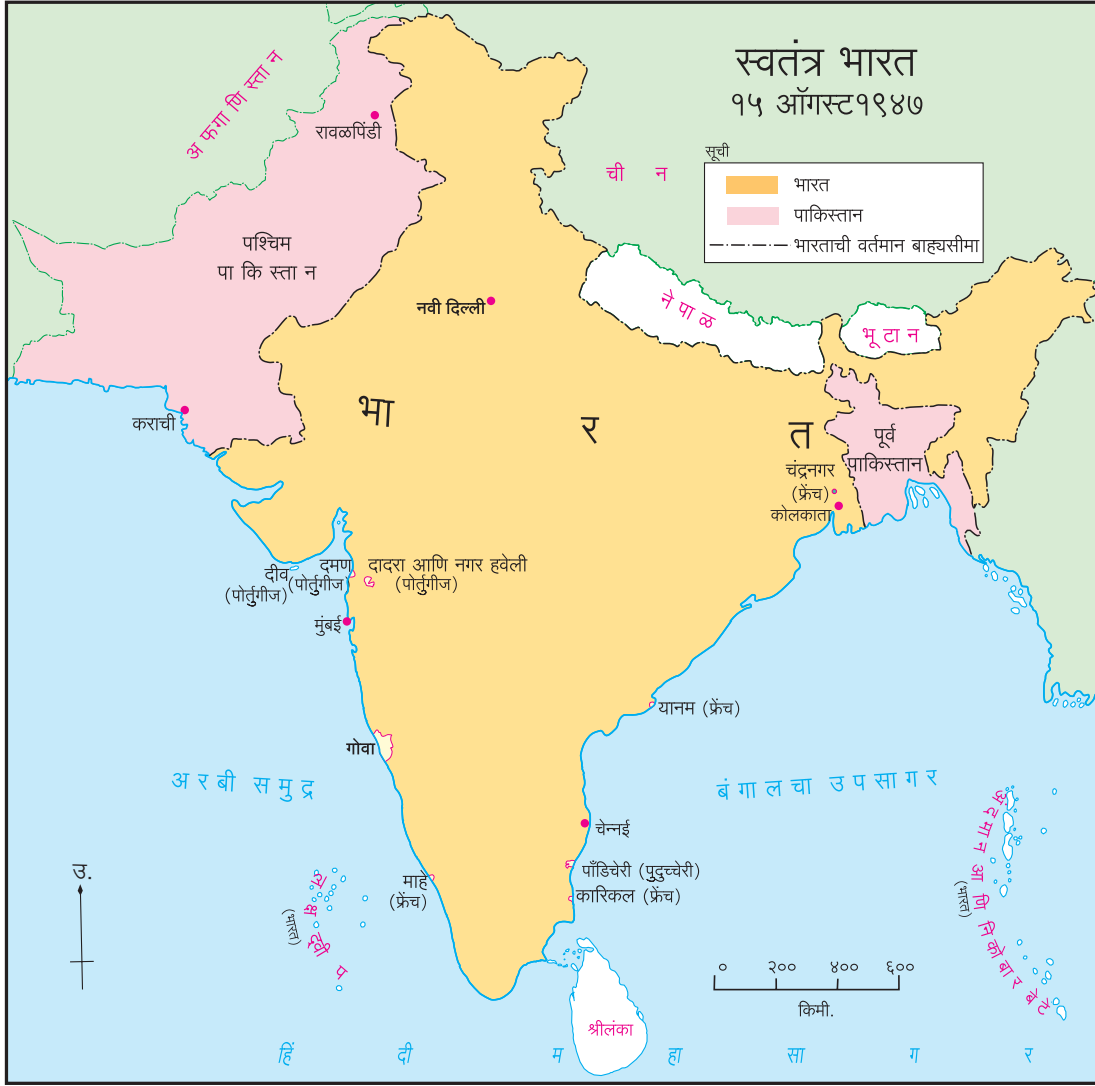 स्वतंत्र भारत
१५ ऑगस्ट१९४७
सूची
भारत
पाकिस्तान
भारताची वर्तमान बाह्यसीमा
अफगाणिस्तान
रावळपिंडी
चीन
पश्चिम
पाकिस्तान
नवी दिल्ली
नेपाळ
भूटान
कराची
भारत
पूर्व
पाकिस्तान
चंद्रनगर
(फ्रेंच)
कोलकाता
दीव
(पोर्तुगीज)
दमण
(पोर्तुगीज)
दादरा आणि नगर हवेली
(पोर्तुगीज)
मुंबई
यानम (फ्रेंच)
गोवा
अरबी समुद्र
बंगालचा उपसागर
चेन्नई
पाँडिचेरी (पुदुच्चेरी)
कारिकल (फ्रेंच)
माहे
(फ्रेंच)
उ.
लक्षद्वीप
(भारत)
अंदमान आणि निकोबार बेटे
(भारत)
० २०० ४०० ६००
किमी.
श्रीलंका
हिंदी महासागर